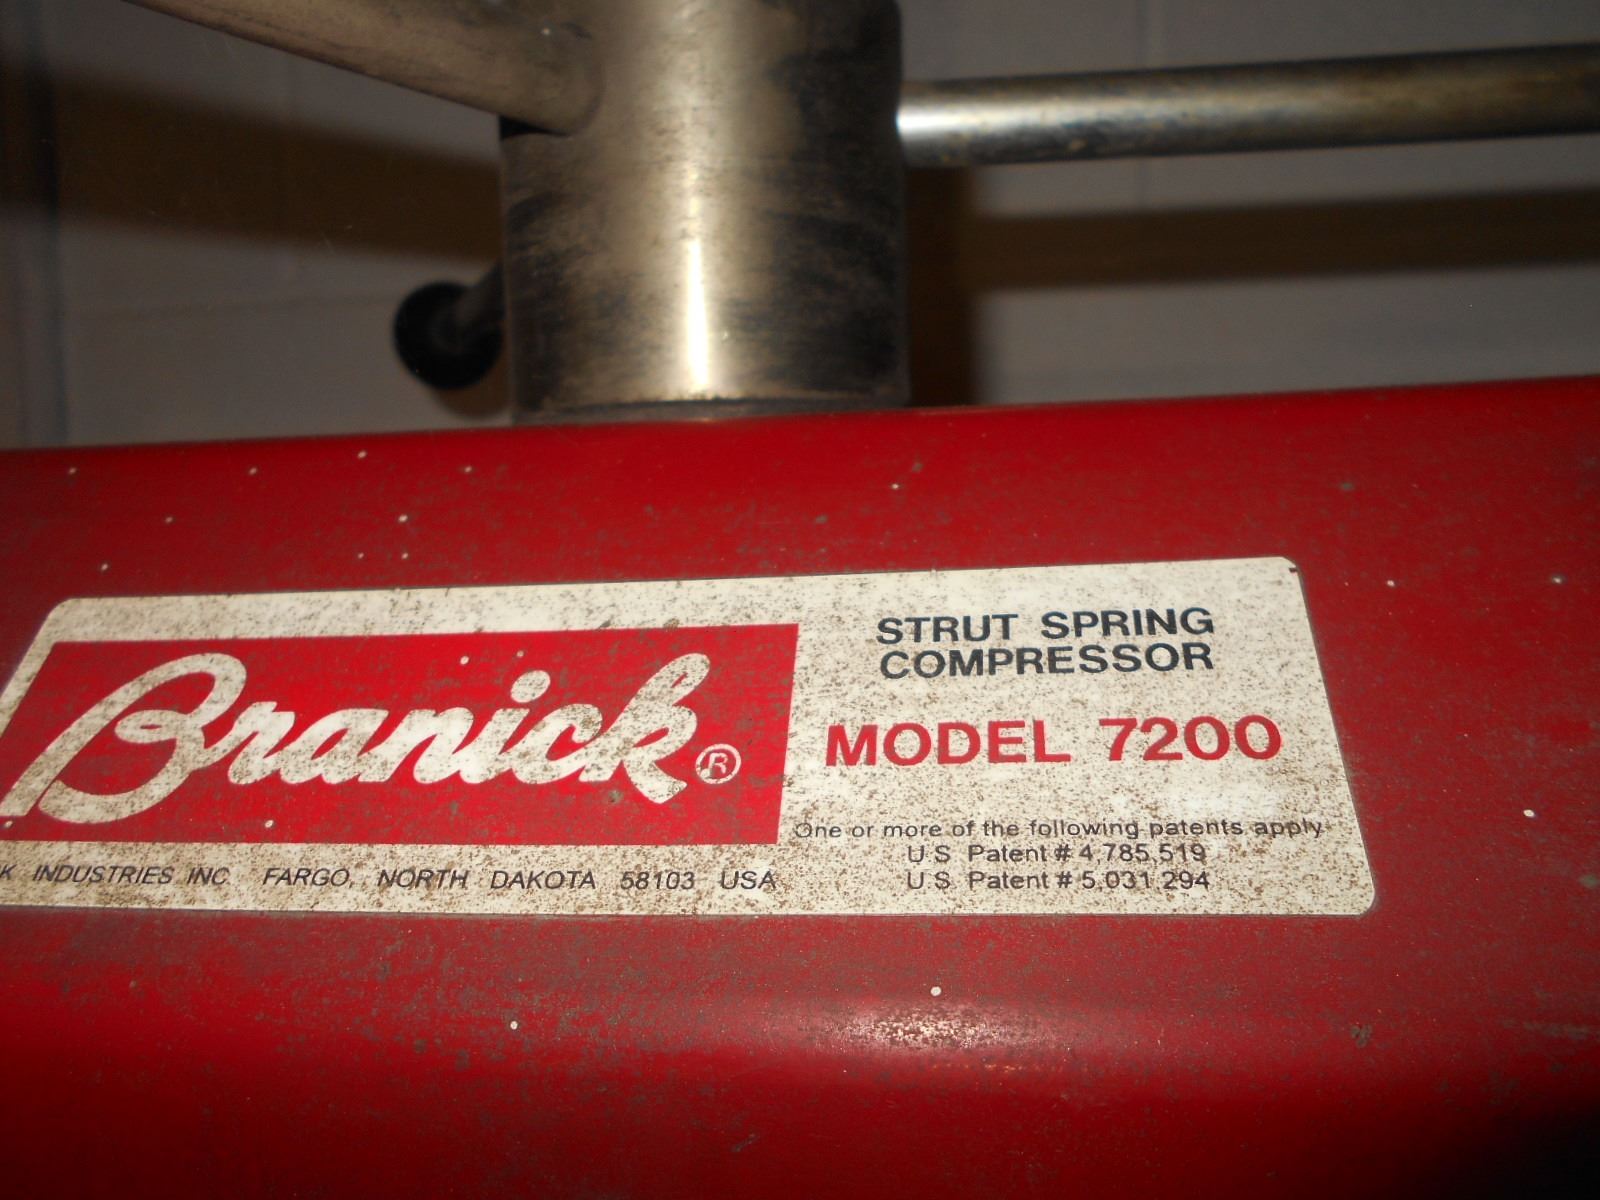 Branick®
K INDUSTRIES INC. FARGO, NORTH DAKOTA 58103 USA
STRUT SPRING
COMPRESSOR
MODEL 7200
One or more of the following patents apply
U.S. Patent # 4,785,519
U.S. Patent # 5,031,294